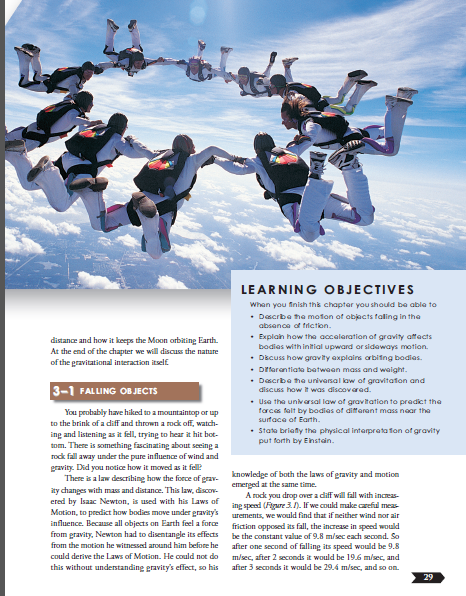 distance and how it keeps the Moon orbiting Earth.
At the end of the chapter we will discuss the nature
of the gravitational interaction itself.
3–1 FALLING OBJECTS
You probably have hiked to a mountaintop or up
to the brink of a cliff and thrown a rock off, watch-
ing and listening as it fell, trying to hear it hit bot-
tom. There is something fascinating about seeing a
rock fall away under the pure influence of wind and
gravity. Did you notice how it moved as it fell?
There is a law describing how the force of grav-
ity changes with mass and distance. This law, discov-
ered by Isaac Newton, is used with his Laws of
Motion, to predict how bodies move under gravity's
influence. Because all objects on Earth feel a force
from gravity, Newton had to disentangle its effects
from the motion he witnessed around him before he
could derive the Laws of Motion. He could not do
this without understanding gravity's effect, so his
LEARNING OBJECTIVES
When you finish this chapter you should be able to
• Describe the motion of objects falling in the
absence of friction.
• Explain how the acceleration of gravity affects
bodies with initial upward or sideways motion.
• Discuss how gravity explains orbiting bodies.
• Differentiate between mass and weight.
• Describe the universal law of gravitation and
discuss how it was discovered.
• Use the universal law of gravitation to predict the
forces felt by bodies of different mass near the
surface of Earth.
• State briefly the physical interpretation of gravity
put forth by Einstein.
knowledge of both the laws of gravity and motion
emerged at the same time.
A rock you drop over a cliff will fall with increas-
ing speed (Figure 3.1). If we could make careful meas-
urements, we would find that if neither wind nor air
friction opposed its fall, the increase in speed would
be the constant value of 9.8 m/sec each second. So
after one second of falling its speed would be 9.8
m/sec, after 2 seconds it would be 19.6 m/sec, and
after 3 seconds it would be 29.4 m/sec, and so on.
29